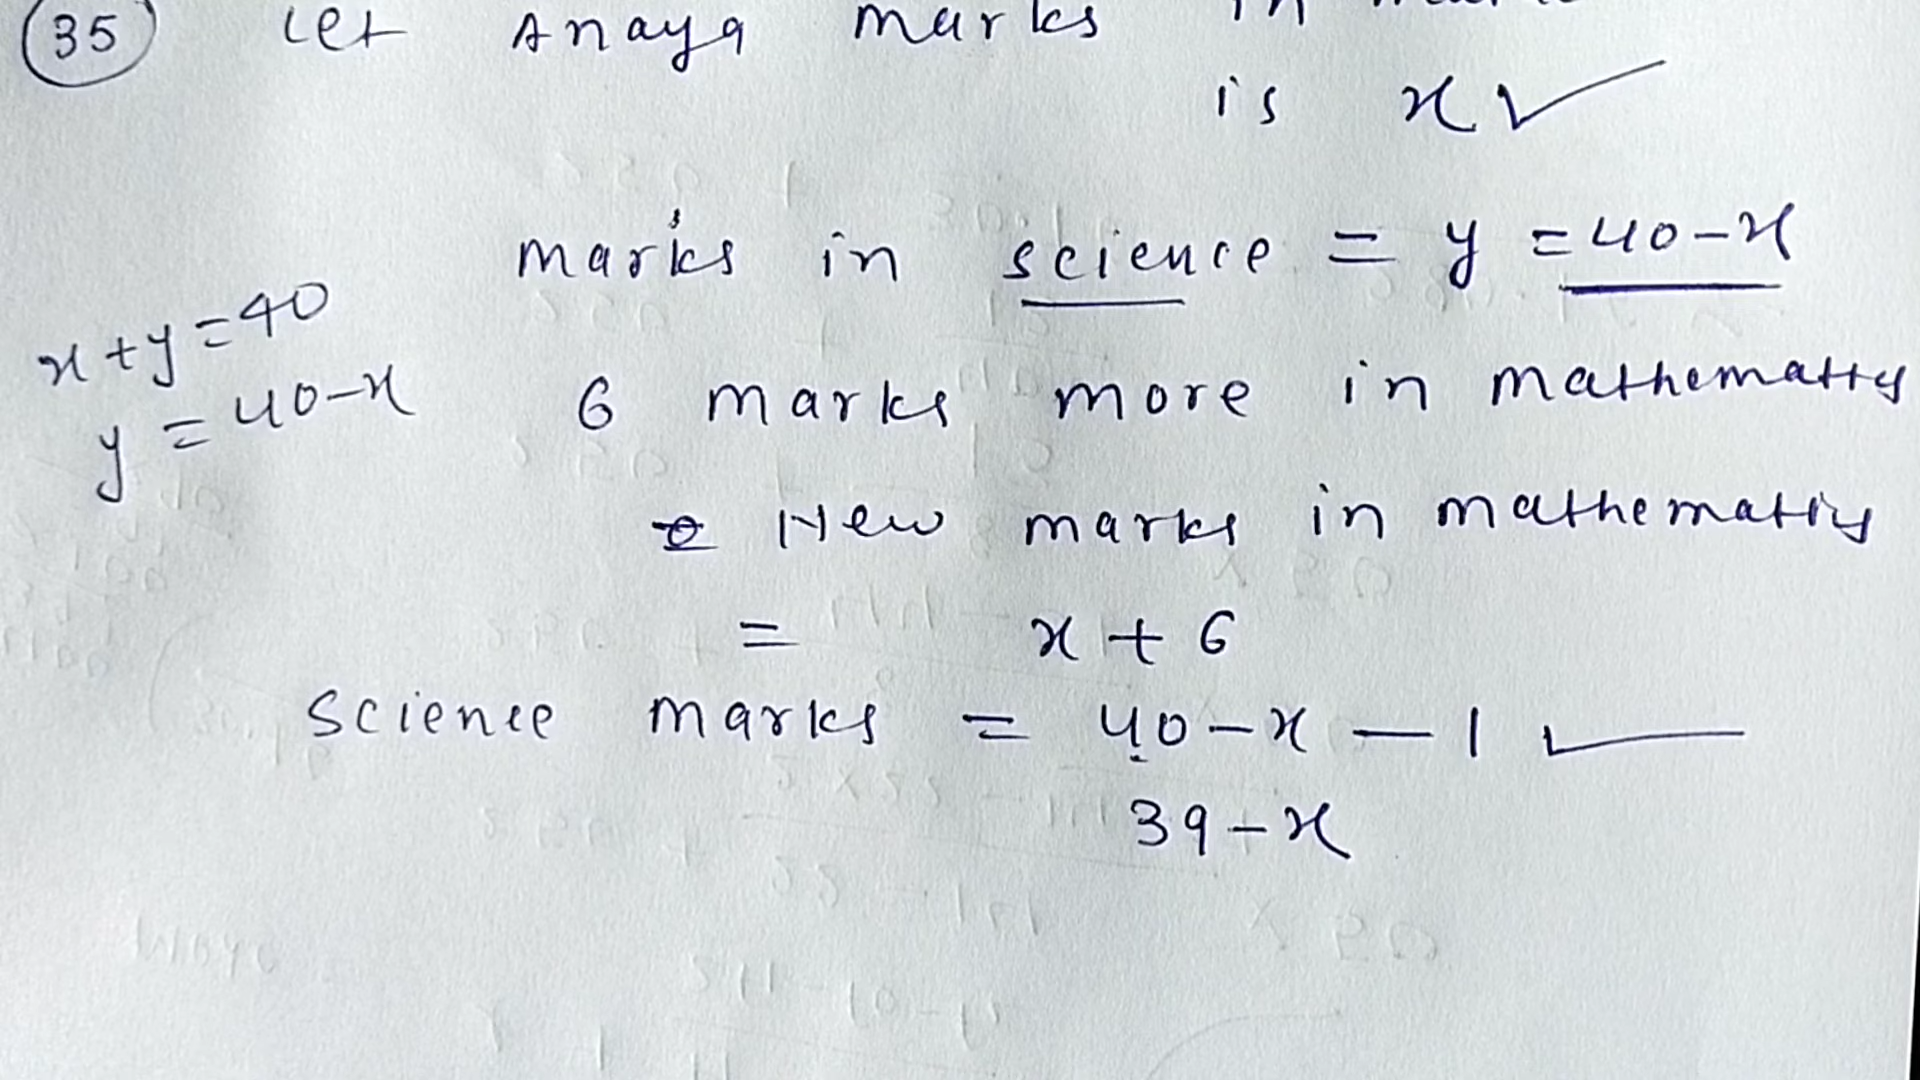 35 Let Anaya marks in
is x ✓
marks in science = y = 40-x
x+y=40
y = 40-x
6 marks more in mathematics
New marks in mathematics
= x + 6
Science marks = 40-x - 1
39-x